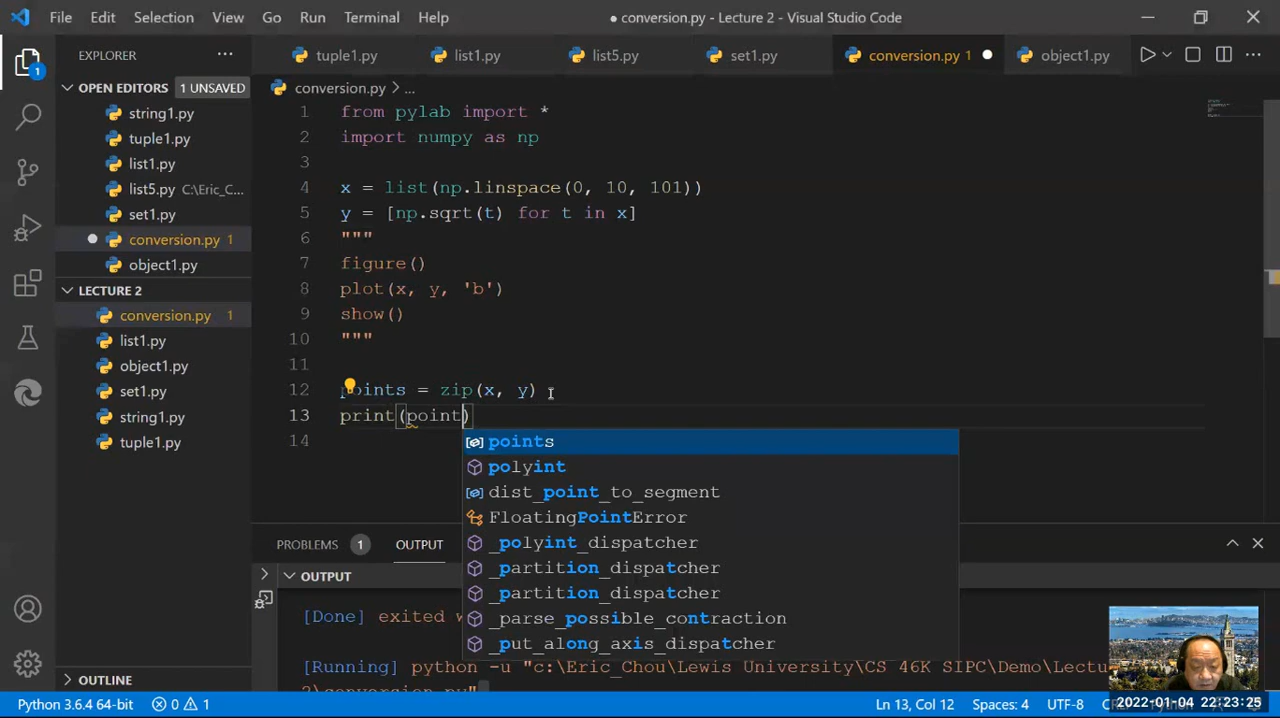 File Edit Selection View Go Run Terminal Help
● conversion.py - Lecture 2 - Visual Studio Code
EXPLORER ...
tuple1.py list1.py list5.py set1.py conversion.py 1 ● object1.py ...
OPEN EDITORS 1 UNSAVED
string1.py
tuple1.py
list1.py
list5.py C:\Eric_C...
set1.py
● conversion.py 1
object1.py
LECTURE 2
conversion.py 1
list1.py
object1.py
set1.py
string1.py
tuple1.py
OUTLINE
1
conversion.py > ...
1 from pylab import *
2 import numpy as np
3
4 x = list(np.linspace(0, 10, 101))
5 y = [np.sqrt(t) for t in x]
6 """
7 figure()
8 plot(x, y, 'b')
9 show()
10 """
11
12 points = zip(x, y)
13 print(point)
14
points
polyint
dist_point_to_segment
FloatingPointError
_polyint_dispatcher
_partition_dispatcher
_partition_dispatcher
_parse_possible_contraction
_put_along_axis_dispatcher
PROBLEMS 1 OUTPUT
OUTPUT
[Done] exited w
[Running] python -u "c:\Eric_Chou\Lewis University\CS 46K SIPC\Demo\Lectu
2\conversion.py"
Python 3.6.4 64-bit 0 1 Ln 13, Col 12 Spaces: 4 UTF-8
2022-01-04 22:23:25